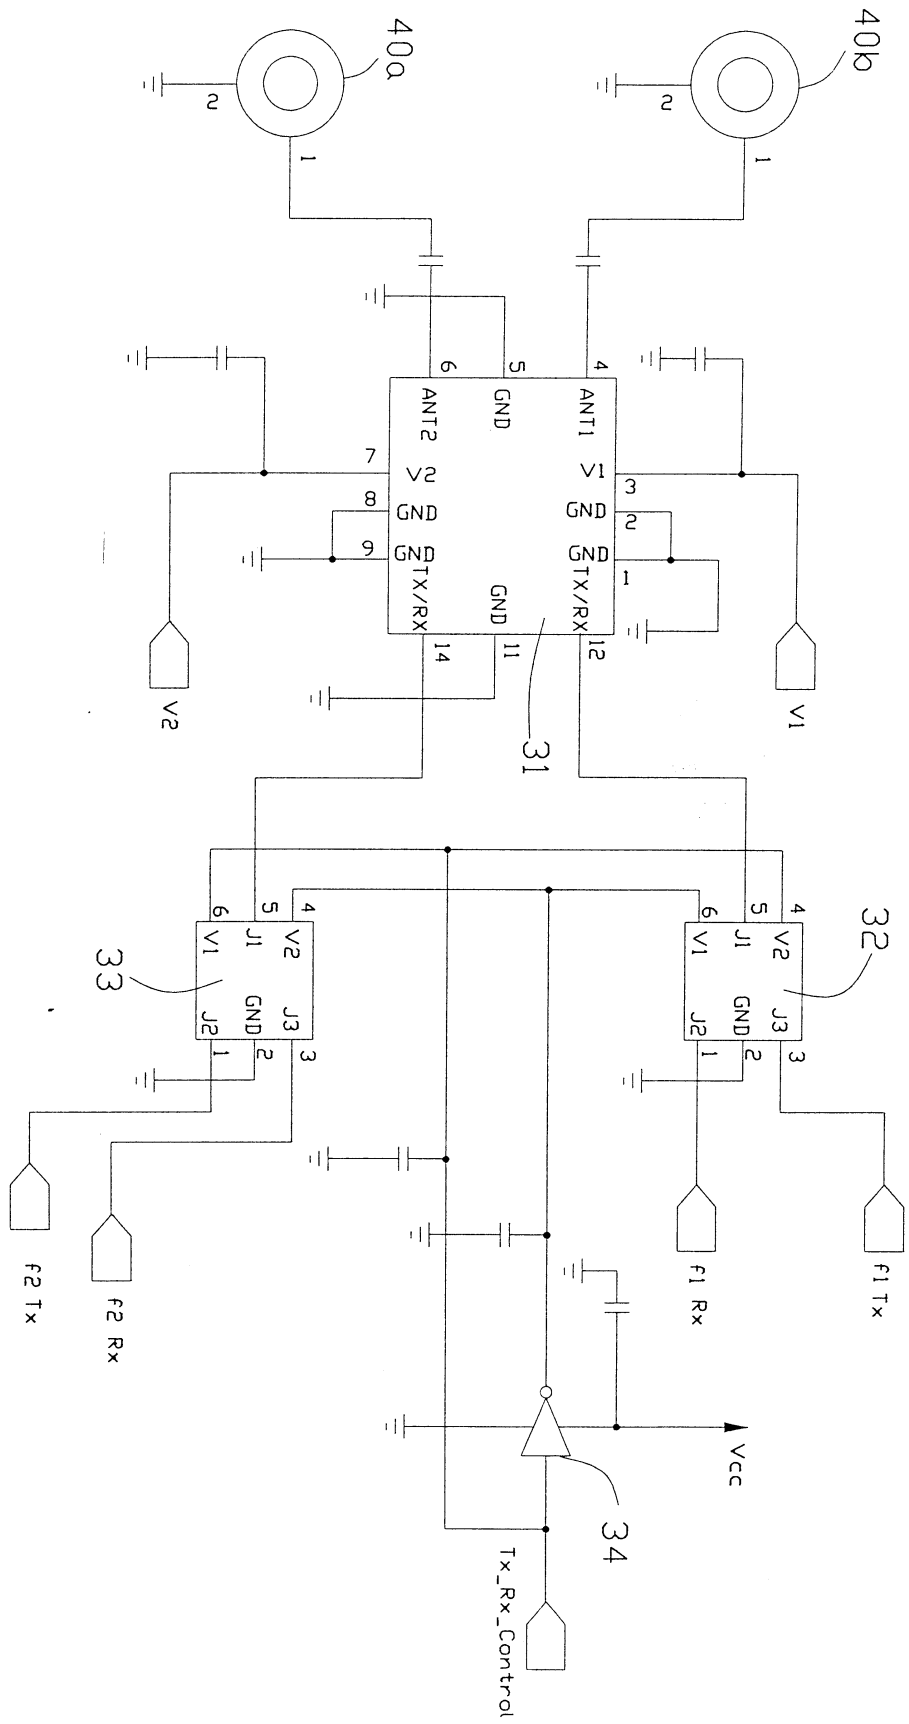 40a
40b
2
1
2
1
6
5
4
ANT2
GND
ANT1
7
V2
V1
3
8
GND
GND
2
9
GND
GND
1
TX/RX
GND
TX/RX
14
11
12
V2
V1
31
6
5
4
V1
J1
V2
33
J2
GND
J3
1
2
3
6
5
4
V1
J1
V2
32
J2
GND
J3
1
2
3
f2 Tx
f2 Rx
f1 Rx
f1 Tx
Vcc
34
Tx_Rx_Control